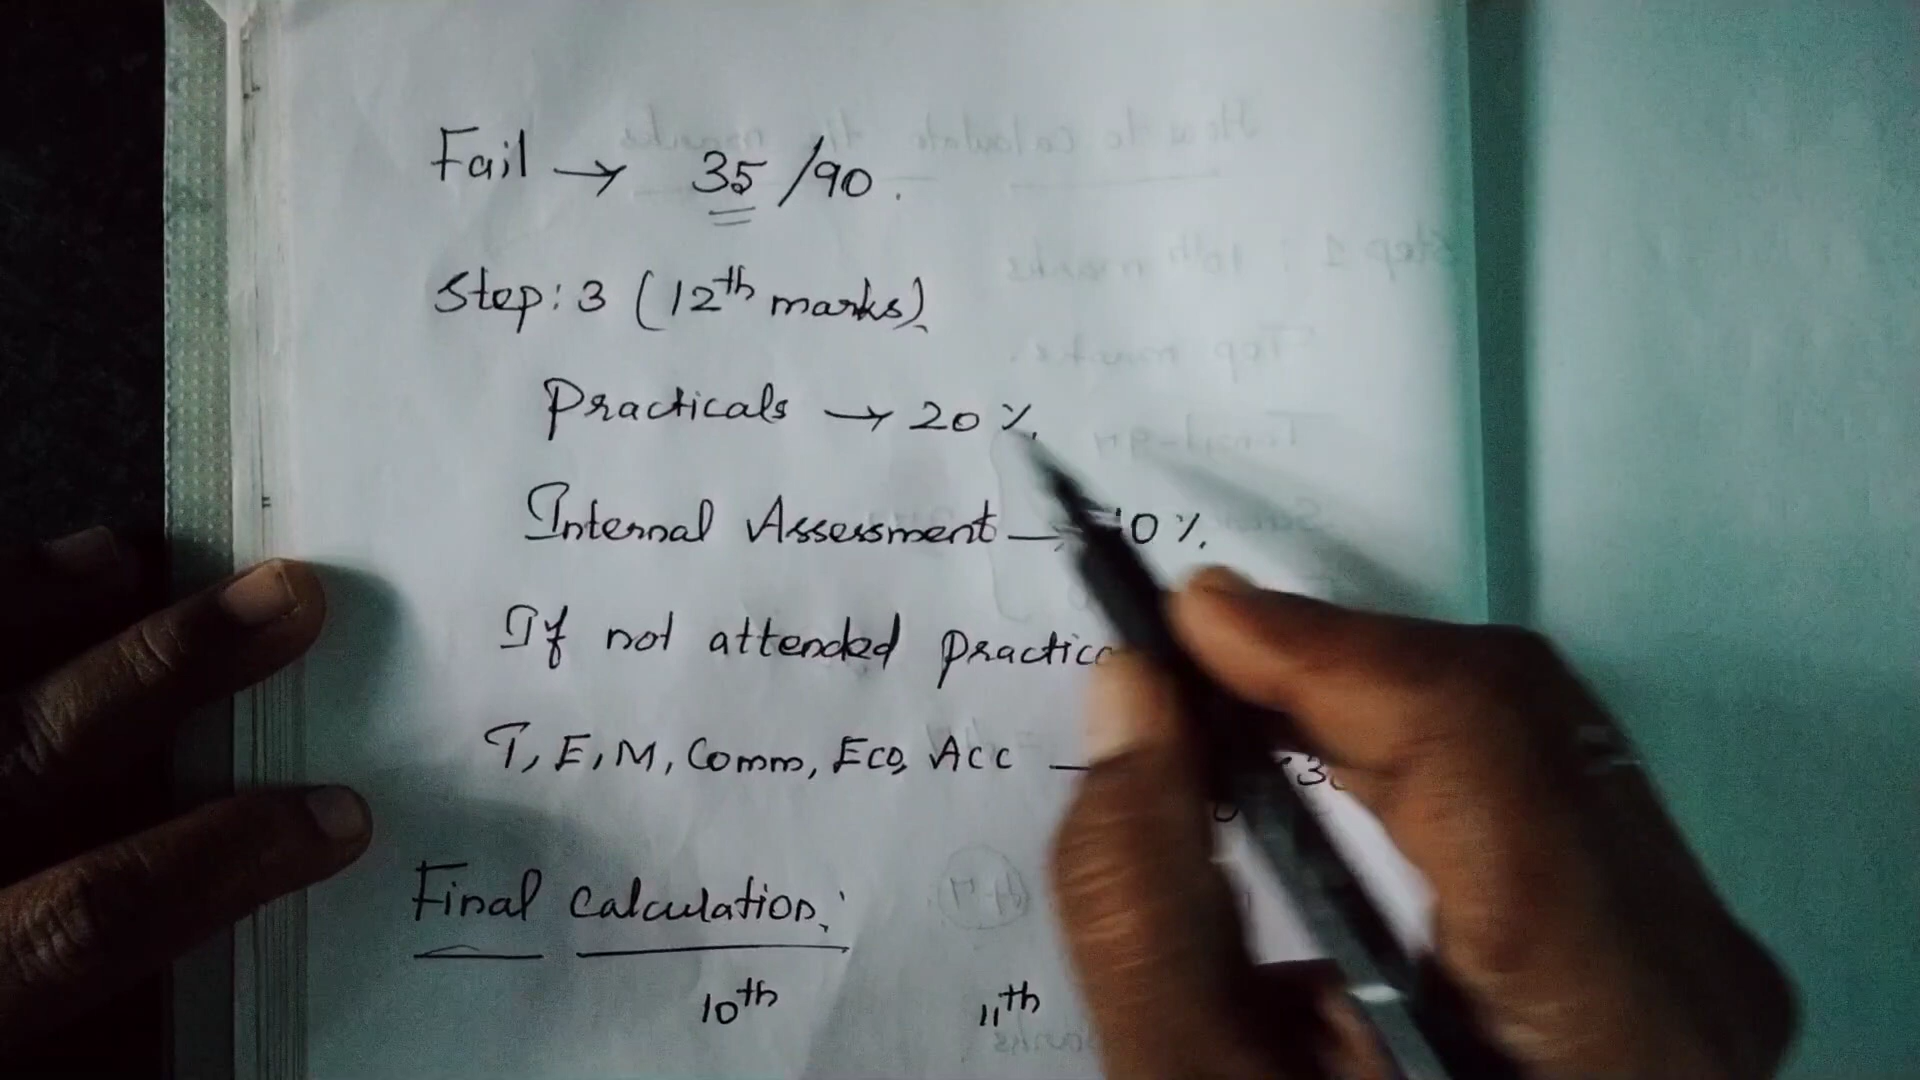 Fail → 35/90.
Step: 3 (12th marks)
Practicals → 20%.
Internal Assessment → 10%.
If not attended
T, E, M, Comm, Eco, Acc
Final Calculation:
10th 11th